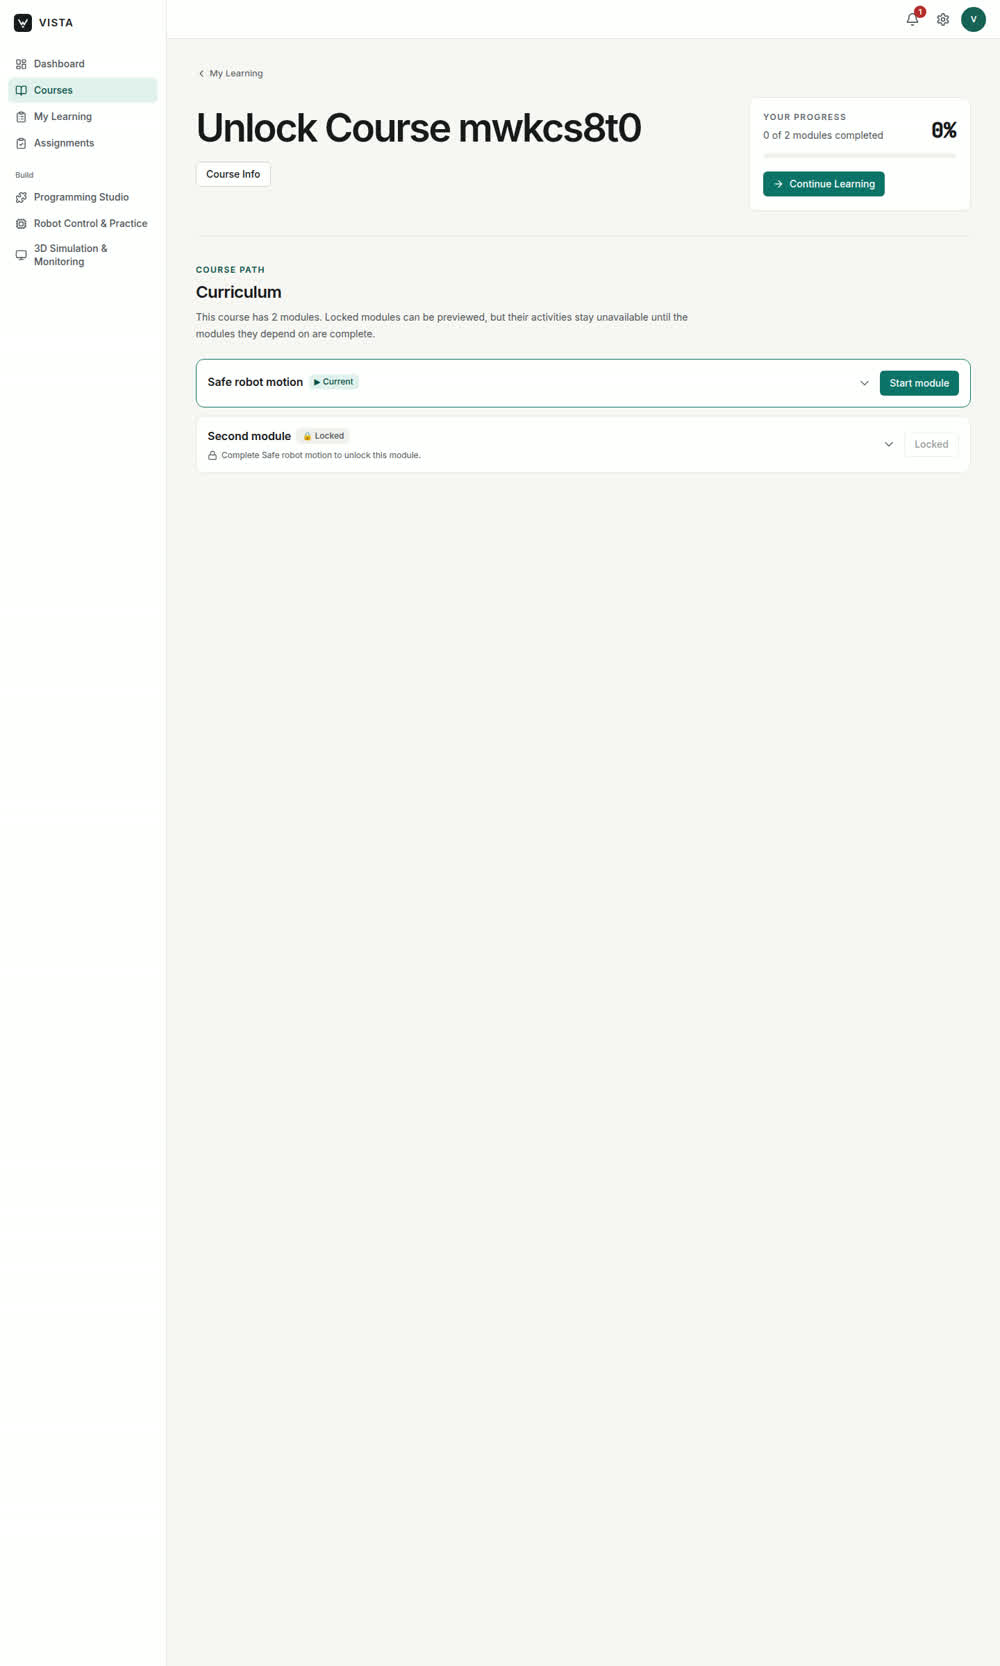 VISTA
Dashboard
Courses
My Learning
Assignments
Build
Programming Studio
Robot Control & Practice
3D Simulation &
Monitoring
1
V
My Learning
Unlock Course mwkcs8t0
Course Info
YOUR PROGRESS
0 of 2 modules completed
0%
Continue Learning
COURSE PATH
Curriculum
This course has 2 modules. Locked modules can be previewed, but their activities stay unavailable until the
modules they depend on are complete.
Safe robot motion
Current
Start module
Second module
Locked
Complete Safe robot motion to unlock this module.
Locked